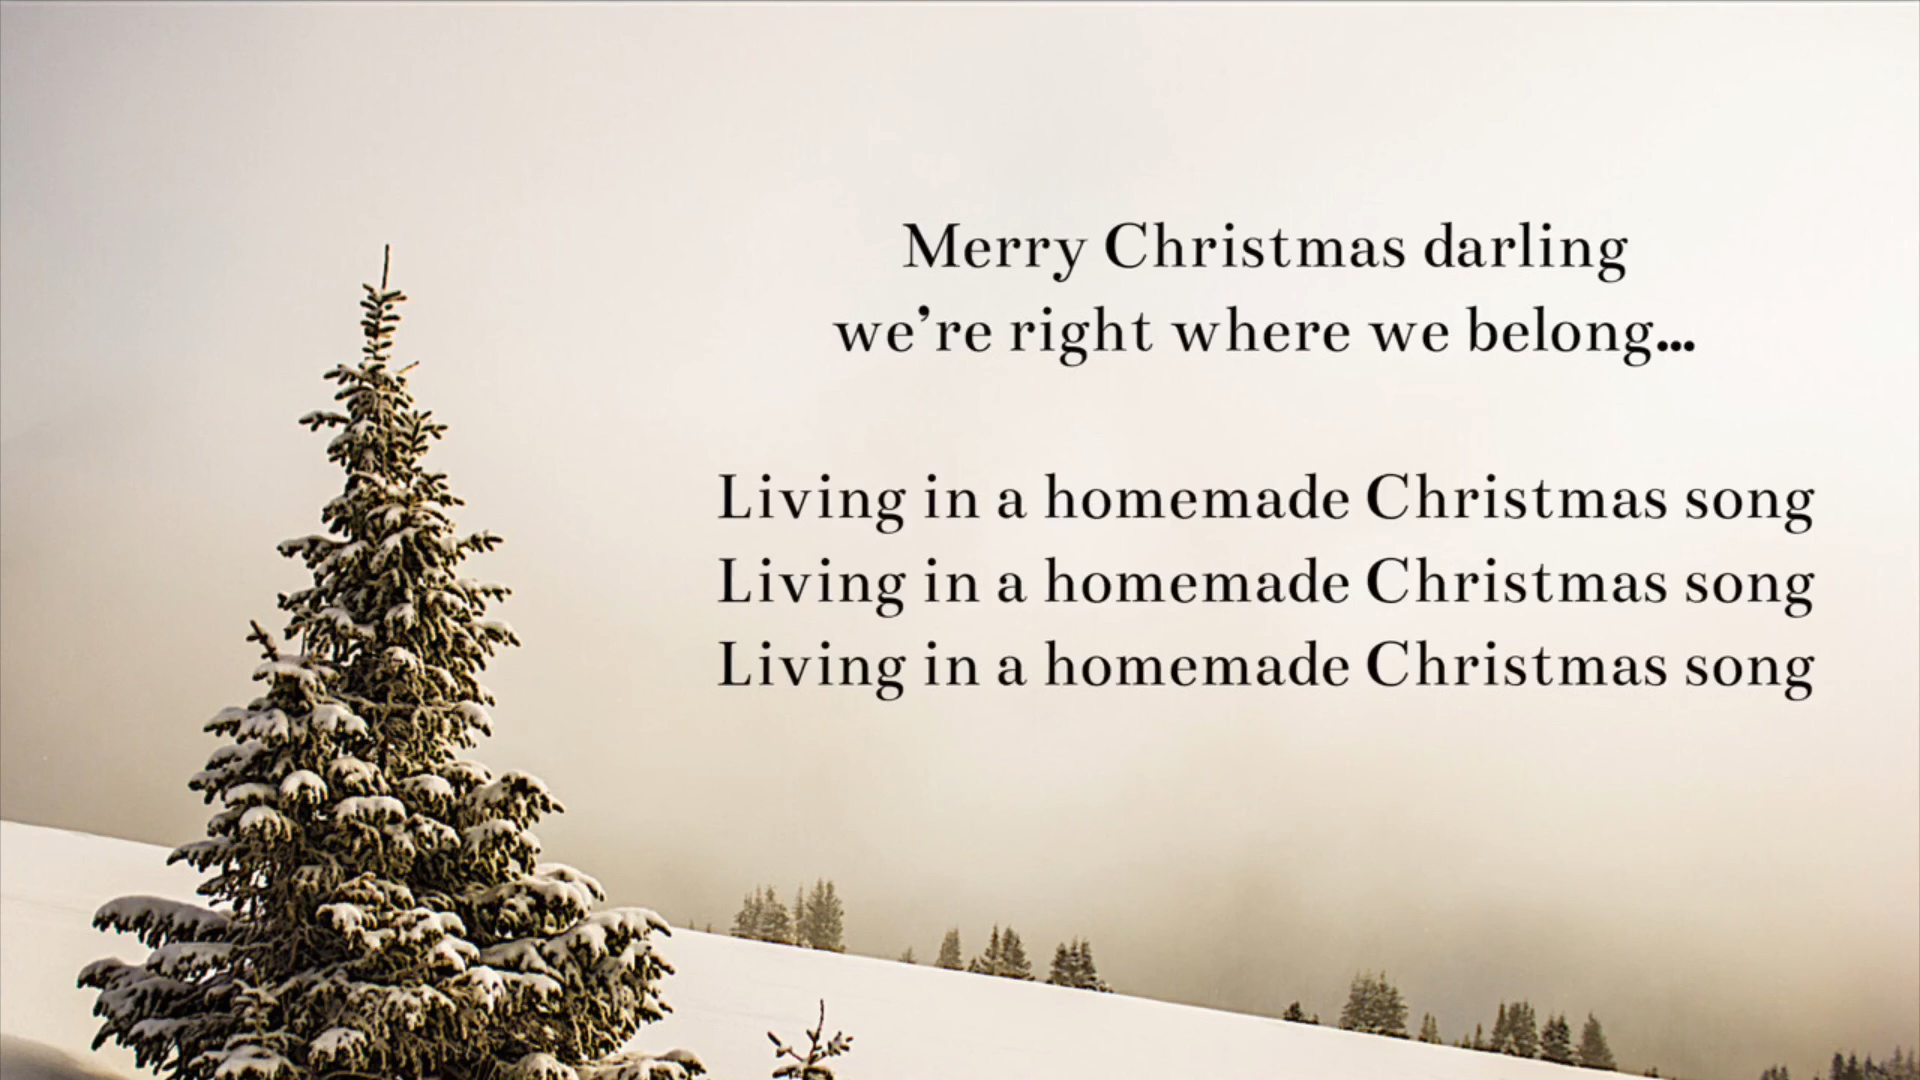 Merry Christmas darling
we’re right where we belong...
Living in a homemade Christmas song
Living in a homemade Christmas song
Living in a homemade Christmas song